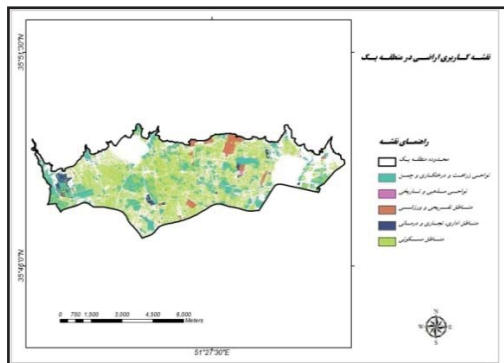 35°51'30"N
نقشه کاربری اراضی در منطقه یک
راهنمای نقشه
محدوده منطقه یک
نواحی زراعت و درختکاری و چمن
نواحی مذهبی و تاریخی
مناطق تفریحی و ورزشی
مناطق اداری، تجاری و درمانی
مناطق مسکونی
35°46'0"N
0 750 1,500 3,000 4,500 6,000
Meters
N
W E
S
51°27'30"E